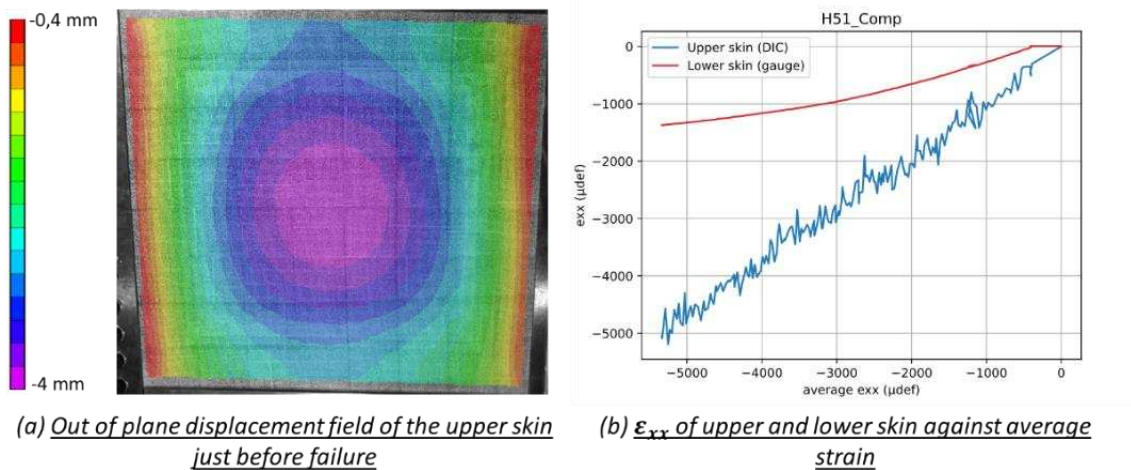 -0,4 mm
-4 mm
H51_Comp
Upper skin (DIC)
Lower skin (gauge)
exx (µdef)
0
−1000
−2000
−3000
−4000
−5000
−5000 −4000 −3000 −2000 −1000 0
average exx (µdef)
(a) Out of plane displacement field of the upper skin
just before failure
(b) εxx of upper and lower skin against average
strain